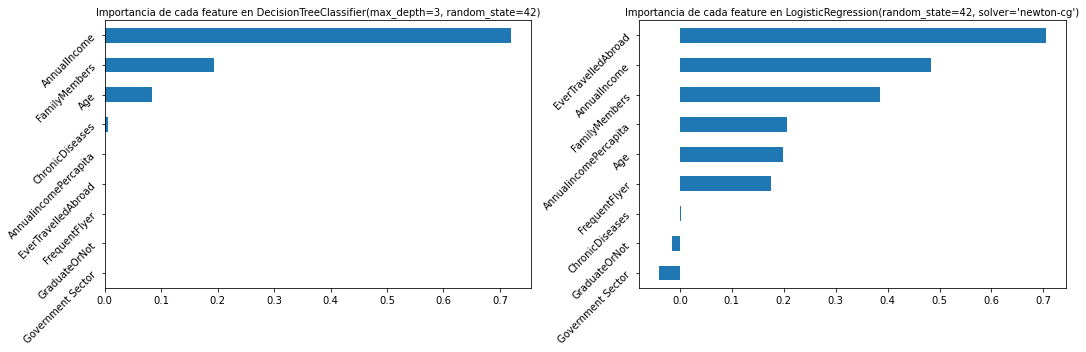 Importancia de cada feature en DecisionTreeClassifier(max_depth=3, random_state=42)
AnnualIncome
FamilyMembers
Age
ChronicDiseases
AnnualincomePercapita
EverTravelledAbroad
FrequentFlyer
GraduateOrNot
Government Sector
0.0 0.1 0.2 0.3 0.4 0.5 0.6 0.7
Importancia de cada feature en LogisticRegression(random_state=42, solver='newton-cg')
EverTravelledAbroad
AnnualIncome
FamilyMembers
AnnualincomePercapita
Age
FrequentFlyer
ChronicDiseases
GraduateOrNot
Government Sector
0.0 0.1 0.2 0.3 0.4 0.5 0.6 0.7